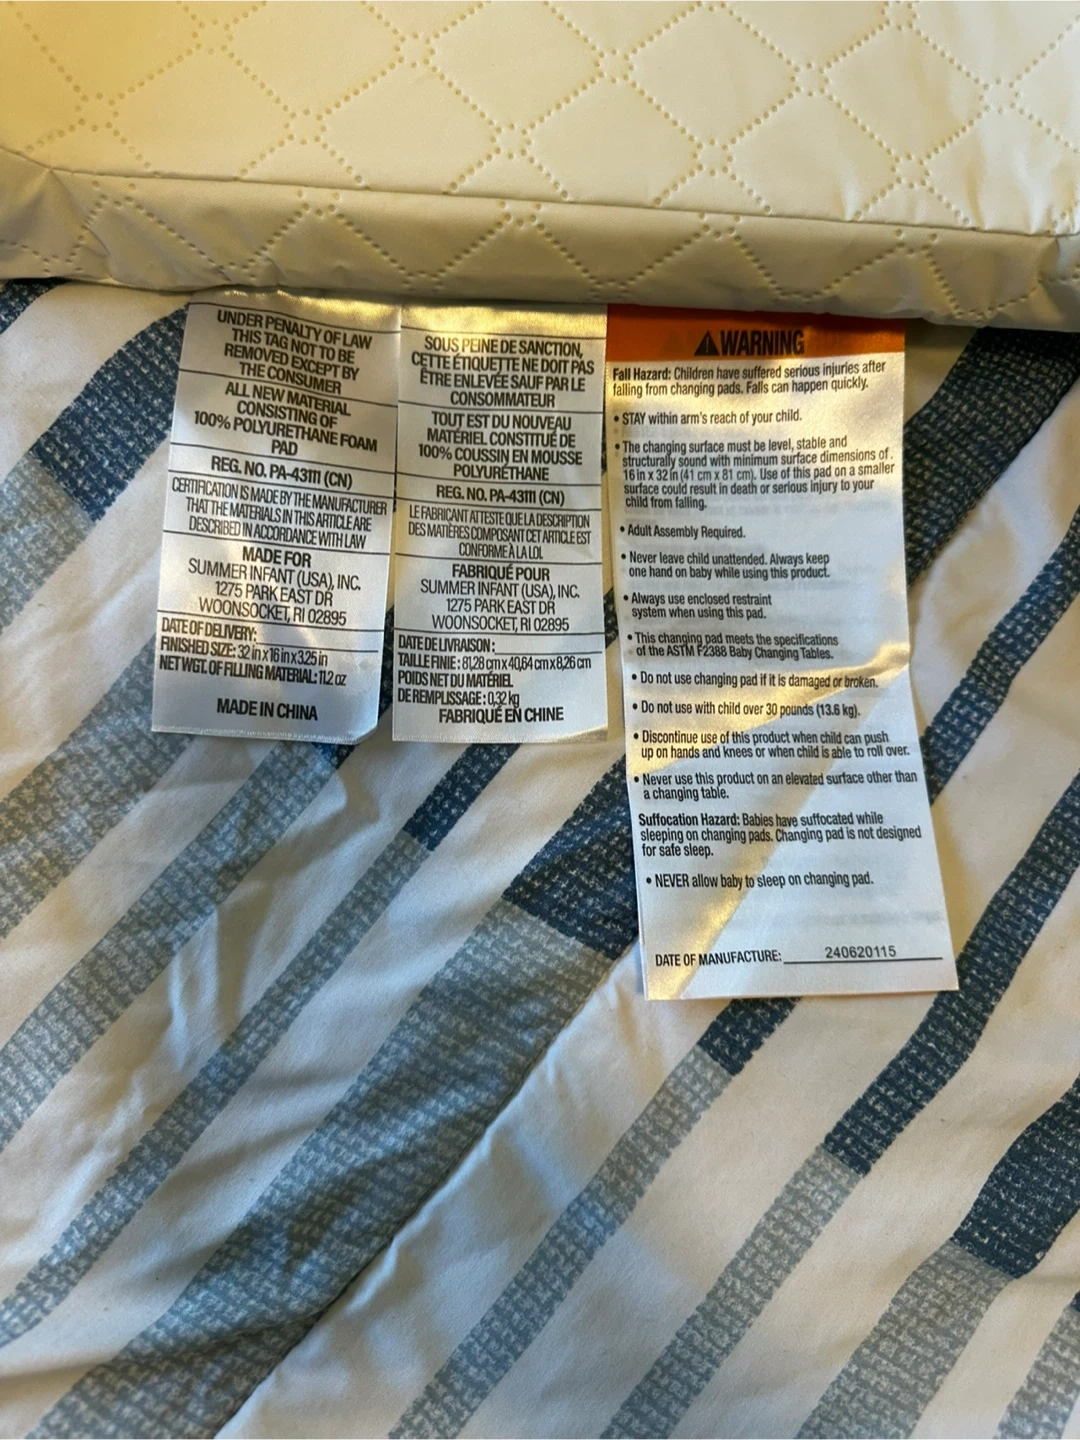 UNDER PENALTY OF LAW
THIS TAG NOT TO BE
REMOVED EXCEPT BY
THE CONSUMER
ALL NEW MATERIAL
CONSISTING OF
100% POLYURETHANE FOAM
PAD
REG. NO. PA-43111 (CN)
CERTIFICATION IS MADE BY THE MANUFACTURER
THAT THE MATERIALS IN THIS ARTICLE ARE
DESCRIBED IN ACCORDANCE WITH LAW
MADE FOR
SUMMER INFANT (USA), INC.
1275 PARK EAST DR
WOONSOCKET, RI 02895
DATE OF DELIVERY:
FINISHED SIZE: 32 in x 16 in x 3.25 in
NET WGT. OF FILLING MATERIAL: 11.2 oz
MADE IN CHINA
SOUS PEINE DE SANCTION,
CETTE ÉTIQUETTE NE DOIT PAS
ÊTRE ENLEVÉE SAUF PAR LE
CONSOMMATEUR
TOUT EST DU NOUVEAU
MATÉRIEL CONSTITUÉ DE
100% COUSSIN EN MOUSSE
POLYURÉTHANE
REG. NO. PA-43111 (CN)
LE FABRICANT ATTESTE QUE LA DESCRIPTION
DES MATIÈRES COMPOSANT CET ARTICLE EST
CONFORME À LA LOI.
FABRIQUÉ POUR
SUMMER INFANT (USA), INC.
1275 PARK EAST DR
WOONSOCKET, RI 02895
DATE DE LIVRAISON :
TAILLE FINIE : 81,28 cm x 40,64 cm x 8,26 cm
POIDS NET DU MATÉRIEL
DE REMPLISSAGE : 0,32 kg
FABRIQUÉ EN CHINE
WARNING
Fall Hazard: Children have suffered serious injuries after
falling from changing pads. Falls can happen quickly.
• STAY within arm's reach of your child.
• The changing surface must be level, stable and
structurally sound with minimum surface dimensions of
16 in x 32 in (41 cm x 81 cm). Use of this pad on a smaller
surface could result in death or serious injury to your
child from falling.
• Adult Assembly Required.
• Never leave child unattended. Always keep
one hand on baby while using this product.
• Always use enclosed restraint
system when using this pad.
• This changing pad meets the specifications
of the ASTM F2388 Baby Changing Tables.
• Do not use changing pad if it is damaged or broken.
• Do not use with child over 30 pounds (13.6 kg).
• Discontinue use of this product when child can push
up on hands and knees or when child is able to roll over.
• Never use this product on an elevated surface other than
a changing table.
Suffocation Hazard: Babies have suffocated while
sleeping on changing pads. Changing pad is not designed
for safe sleep.
• NEVER allow baby to sleep on changing pad.
DATE OF MANUFACTURE: 240620115